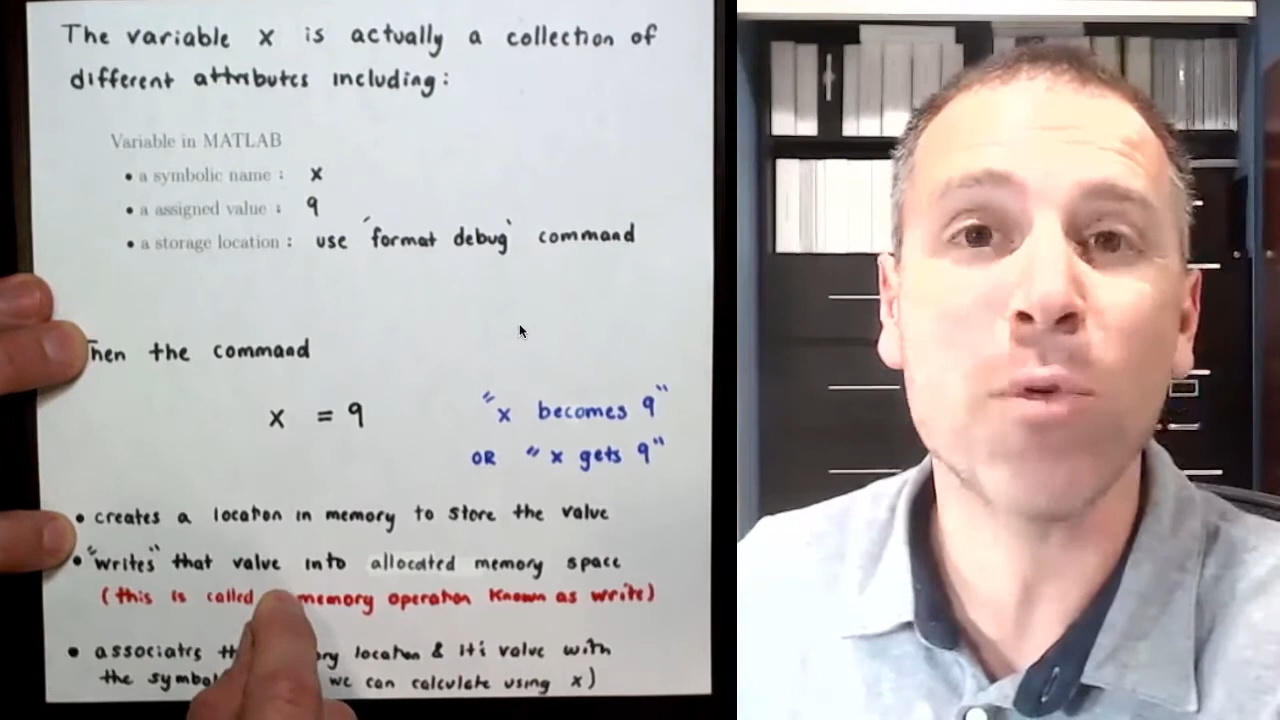 The variable x is actually a collection of
different attributes including:
Variable in MATLAB
• a symbolic name : x
• a assigned value : 9
• a storage location : use 'format debug' command
Then the command
x = 9
"x becomes 9"
OR "x gets 9"
• creates a location in memory to store the value
• "writes" that value into allocated memory space
(this is called memory operation known as write)
• associates location & it's value with
the we can calculate using x)